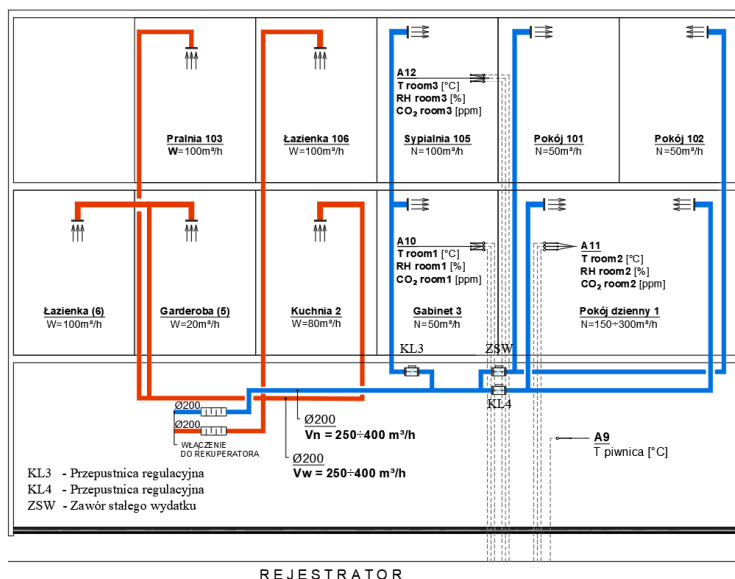 A12
T room3 [°C]
RH room3 [%]
CO₂ room3 [ppm]
Pralnia 103
W=100m³/h
Łazienka 106
W=100m³/h
Sypialnia 105
N=100m³/h
Pokój 101
N=50m³/h
Pokój 102
N=50m³/h
A10
T room1 [°C]
RH room1 [%]
CO₂ room1 [ppm]
A11
T room2 [°C]
RH room2 [%]
CO₂ room2 [ppm]
Łazienka (6)
W=100m³/h
Garderoba (5)
W=20m³/h
Kuchnia 2
W=80m³/h
Gabinet 3
N=50m³/h
Pokój dzienny 1
N=150÷300m³/h
KL3
ZSW
KL4
Ø200
Ø200
WŁĄCZENIE
DO REKUPERATORA
Ø200
Vn = 250÷400 m³/h
Ø200
Vw = 250÷400 m³/h
A9
T piwnica [°C]
KL3 - Przepustnica regulacyjna
KL4 - Przepustnica regulacyjna
ZSW - Zawór stałego wydatku
REJESTRATOR